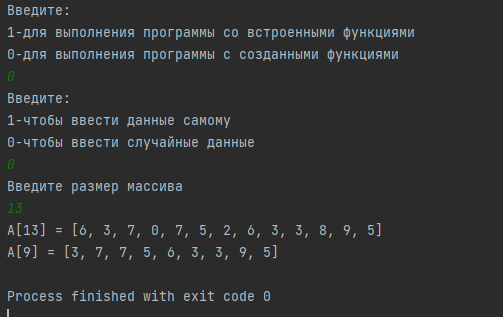 Введите:
1-для выполнения программы со встроенными функциями
0-для выполнения программы с созданными функциями
0
Введите:
1-чтобы ввести данные самому
0-чтобы ввести случайные данные
0
Введите размер массива
13
A[13] = [6, 3, 7, 0, 7, 5, 2, 6, 3, 3, 8, 9, 5]
A[9] = [3, 7, 7, 5, 6, 3, 3, 9, 5]
Process finished with exit code 0